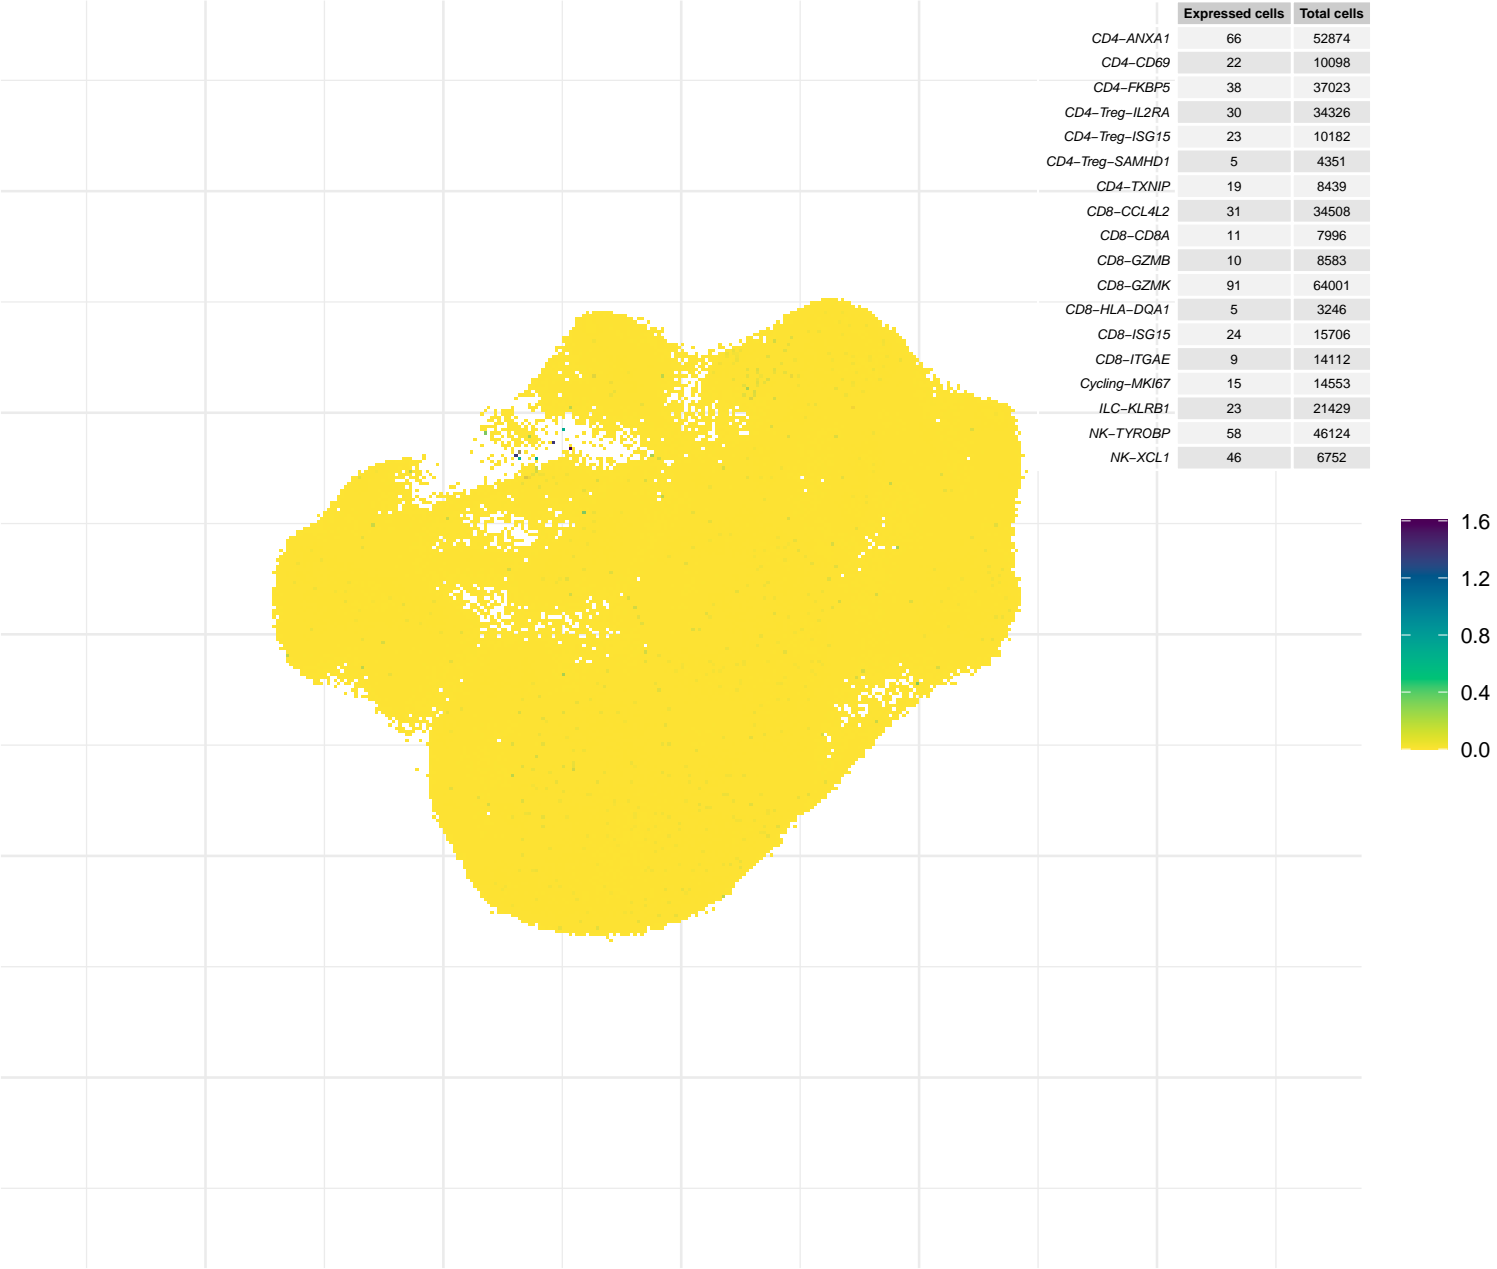 Expressed cells Total cells
CD4−ANXA1 66 52874
CD4−CD69 22 10098
CD4−FKBP5 38 37023
CD4−Treg−IL2RA 30 34326
CD4−Treg−ISG15 23 10182
CD4−Treg−SAMHD1 5 4351
CD4−TXNIP 19 8439
CD8−CCL4L2 31 34508
CD8−CD8A 11 7996
CD8−GZMB 10 8583
CD8−GZMK 91 64001
CD8−HLA−DQA1 5 3246
CD8−ISG15 24 15706
CD8−ITGAE 9 14112
Cycling−MKI67 15 14553
ILC−KLRB1 23 21429
NK−TYROBP 58 46124
NK−XCL1 46 6752
1.6
1.2
0.8
0.4
0.0